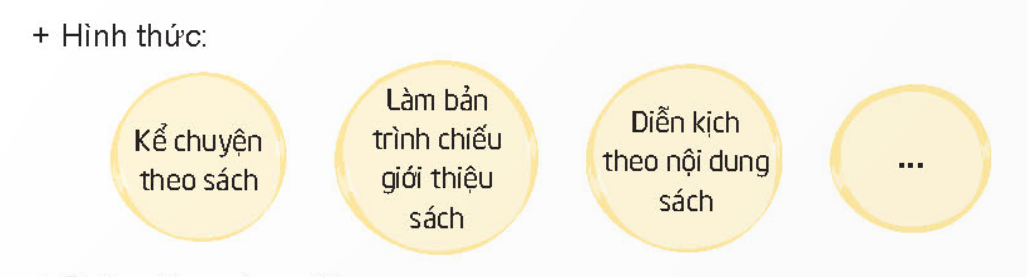 + Hình thức:
Kể chuyện
theo sách
Làm bản
trình chiếu
giới thiệu
sách
Diễn kịch
theo nội dung
sách
...